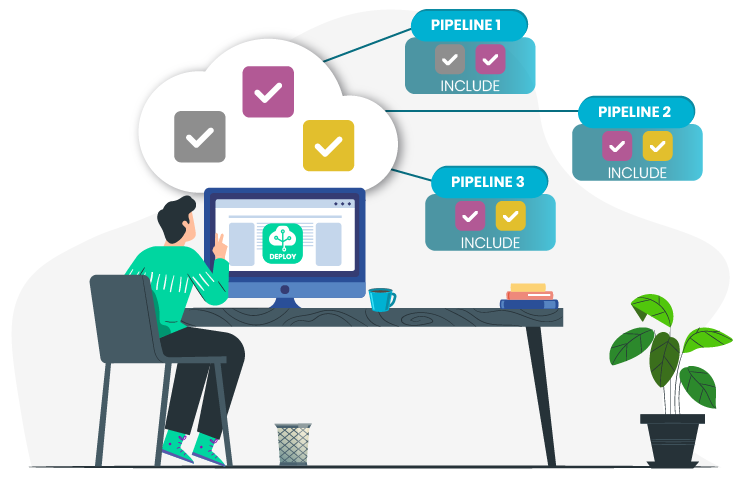 PIPELINE 1
INCLUDE
PIPELINE 2
INCLUDE
PIPELINE 3
INCLUDE
DEPLOY